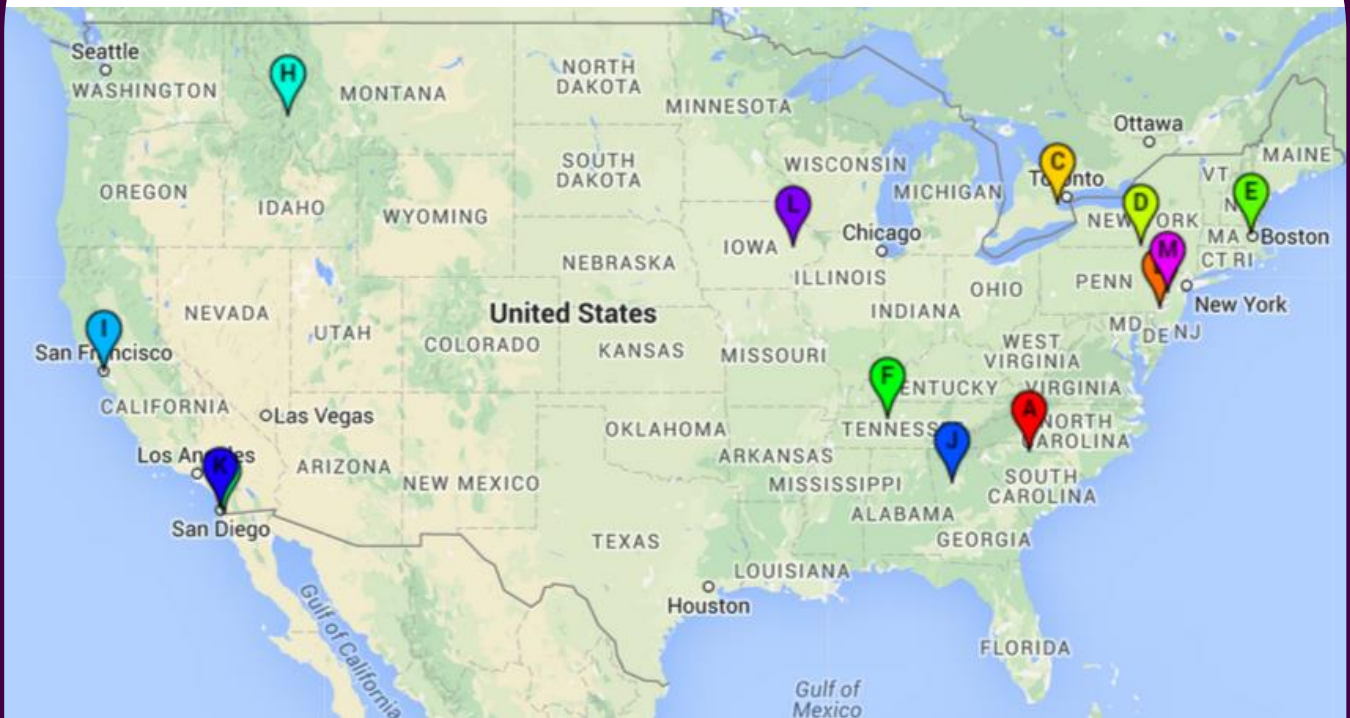 Seattle
WASHINGTON
H
MONTANA
NORTH
DAKOTA
MINNESOTA
Ottawa
MAINE
OREGON
IDAHO
WYOMING
SOUTH
DAKOTA
WISCONSIN
MICHIGAN
C
VT
D
E
L
IOWA
Chicago
MA
Boston
NEBRASKA
ILLINOIS
CT RI
M
PENN
NEVADA
UTAH
COLORADO
United States
KANSAS
MISSOURI
INDIANA
OHIO
New York
MD
DE
NJ
WEST
VIRGINIA
I
CALIFORNIA
Las Vegas
F
VIRGINIA
A
NORTH
OKLAHOMA
J
K
ARIZONA
NEW MEXICO
ARKANSAS
MISSISSIPPI
SOUTH
CAROLINA
San Diego
TEXAS
ALABAMA
GEORGIA
LOUISIANA
Houston
FLORIDA
Gulf of California
Gulf of
Mexico